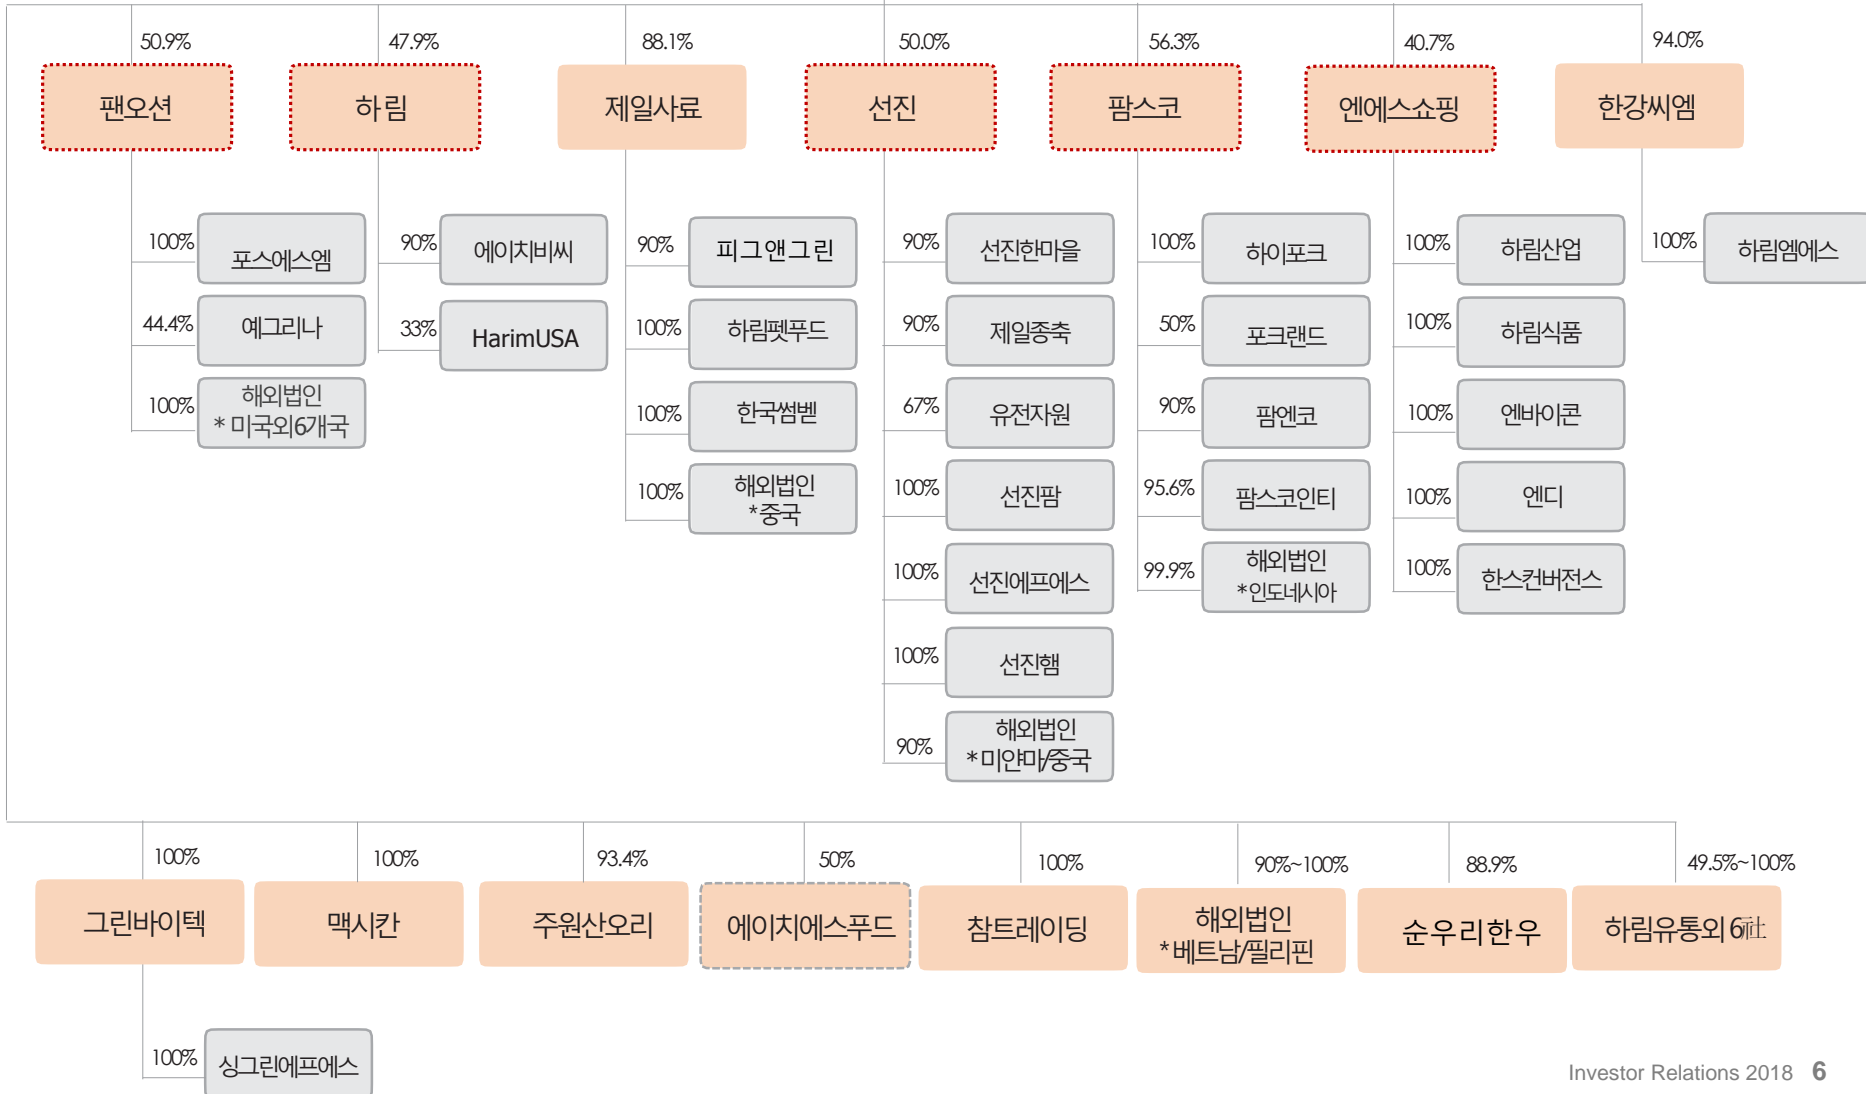 50.9%
47.9%
88.1%
50.0%
56.3%
40.7%
94.0%
팬오션
하림
제일사료
선진
팜스코
엔에스쇼핑
한강씨엠
100%
포스에스엠
44.4%
예그리나
100%
해외법인
* 미국외6개국
90%
에이치비씨
33%
HarimUSA
90%
피그앤그린
100%
하림펫푸드
100%
한국썸벧
100%
해외법인
*중국
90%
선진한마을
90%
제일종축
67%
유전자원
100%
선진팜
100%
선진에프에스
100%
선진햄
90%
해외법인
*미얀마/중국
100%
하이포크
50%
포크랜드
90%
팜엔코
95.6%
팜스코인티
99.9%
해외법인
*인도네시아
100%
하림산업
100%
하림식품
100%
엔바이콘
100%
엔디
100%
한스컨버전스
100%
하림엠에스
100%
100%
93.4%
50%
100%
90%~100%
88.9%
49.5%~100%
그린바이텍
맥시칸
주원산오리
에이치에스푸드
참트레이딩
해외법인
*베트남/필리핀
순우리한우
하림유통외 6社
100%
싱그린에프에스
Investor Relations 2018 6